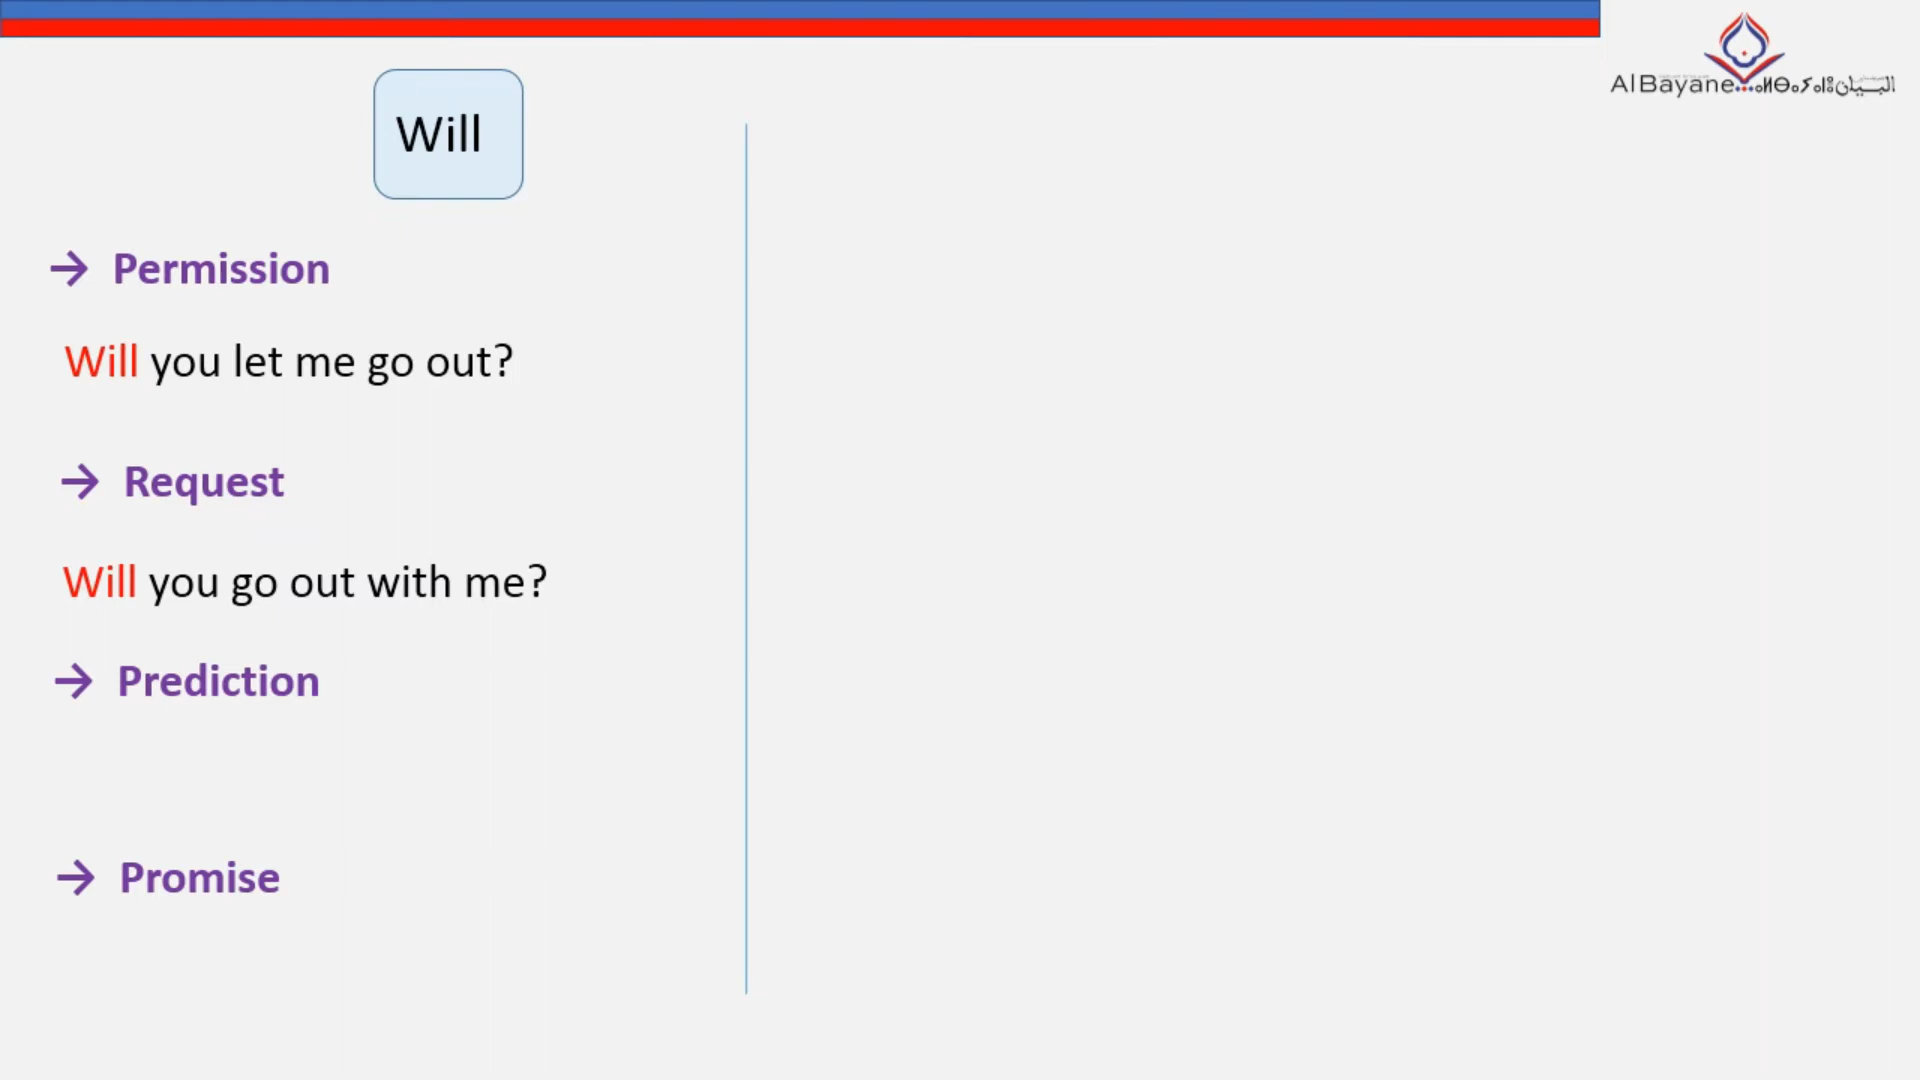 AlBayane...ⴰⵍⴱⴰⵢⴰⵏ البيان
Will
→ Permission
Will you let me go out?
→ Request
Will you go out with me?
→ Prediction
→ Promise